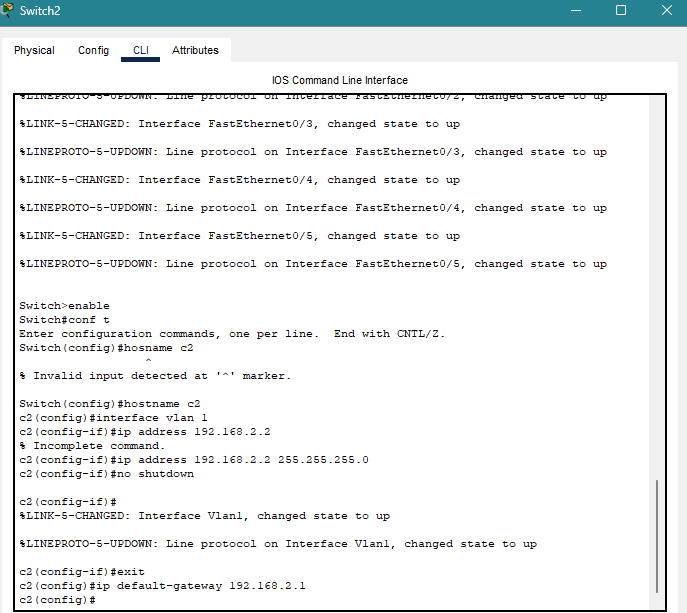 Switch2
Physical Config CLI Attributes
IOS Command Line Interface
%LINEPROTO-5-UPDOWN: Line protocol on Interface FastEthernet0/2, changed state to up
%LINK-5-CHANGED: Interface FastEthernet0/3, changed state to up
%LINEPROTO-5-UPDOWN: Line protocol on Interface FastEthernet0/3, changed state to up
%LINK-5-CHANGED: Interface FastEthernet0/4, changed state to up
%LINEPROTO-5-UPDOWN: Line protocol on Interface FastEthernet0/4, changed state to up
%LINK-5-CHANGED: Interface FastEthernet0/5, changed state to up
%LINEPROTO-5-UPDOWN: Line protocol on Interface FastEthernet0/5, changed state to up
Switch>enable
Switch#conf t
Enter configuration commands, one per line.  End with CNTL/Z.
Switch(config)#hosname c2
^
% Invalid input detected at '^' marker.
Switch(config)#hostname c2
c2(config)#interface vlan 1
c2(config-if)#ip address 192.168.2.2
% Incomplete command.
c2(config-if)#ip address 192.168.2.2 255.255.255.0
c2(config-if)#no shutdown
c2(config-if)#
%LINK-5-CHANGED: Interface Vlan1, changed state to up
%LINEPROTO-5-UPDOWN: Line protocol on Interface Vlan1, changed state to up
c2(config-if)#exit
c2(config)#ip default-gateway 192.168.2.1
c2(config)#